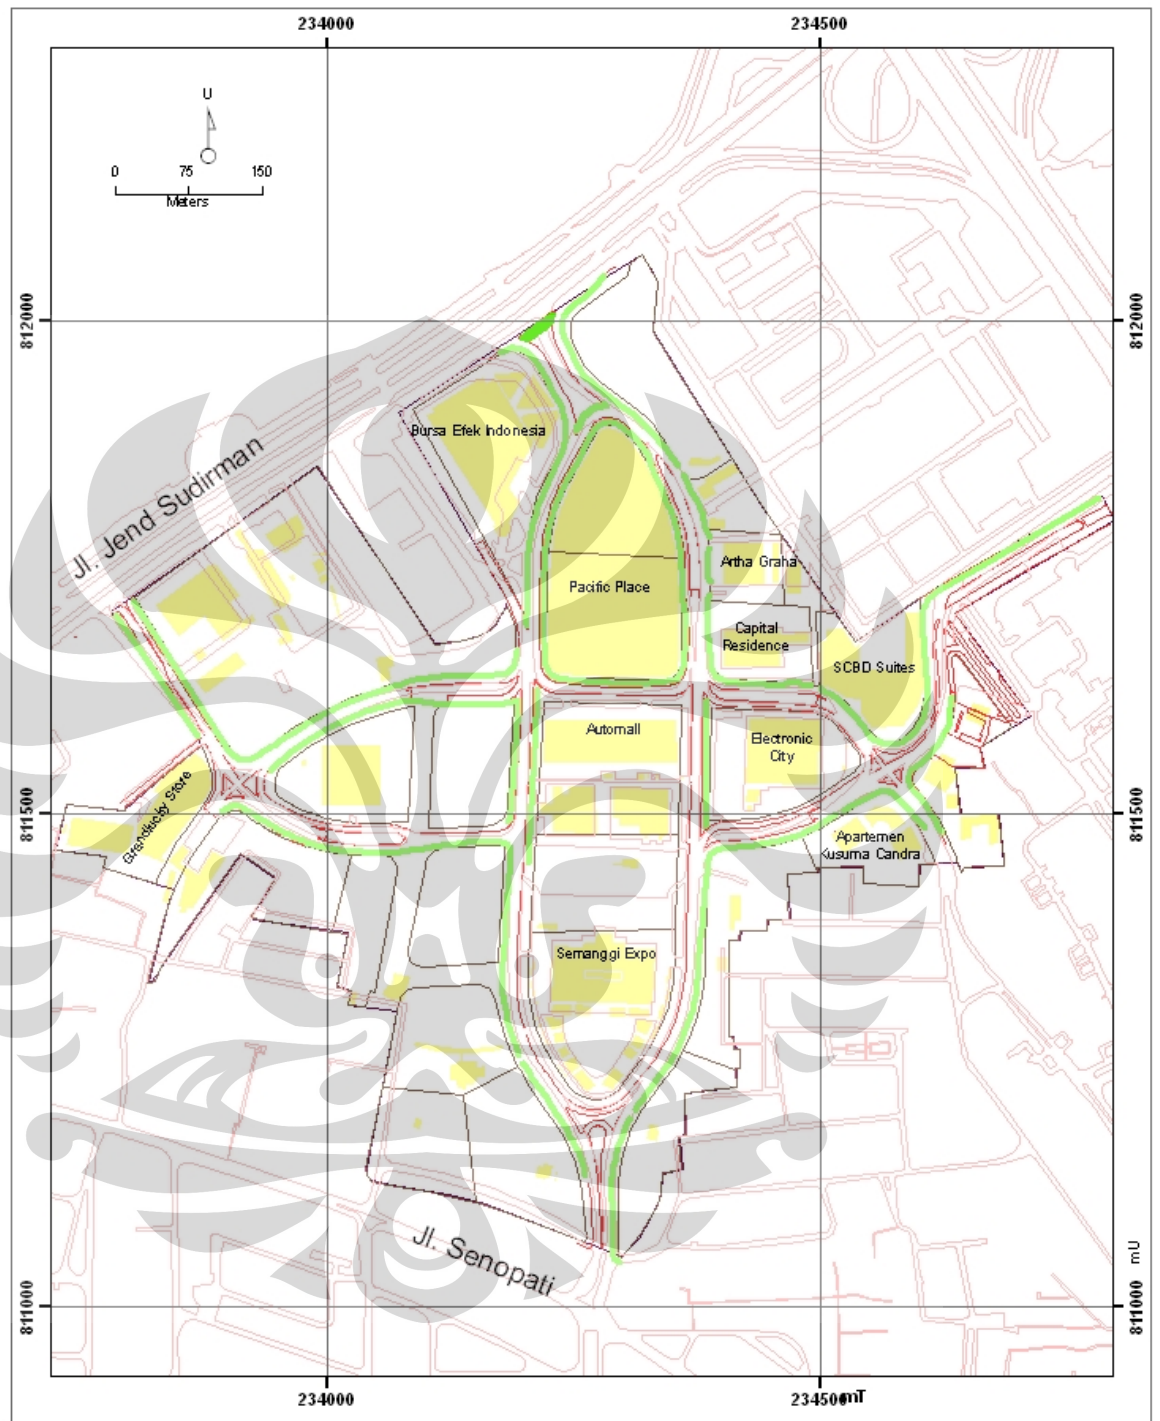 234000 234500
U
0 75 150
Meters
812000 812000
Bursa Efek Indonesia
Jl. Jend Sudirman
Artha Graha
Pacific Place
Capital
Residence
SCBD Suites
Automall
Electronic
City
811500 811500
Grandlucky Store
Apartemen
Kusuma Candra
Semanggi Expo
Jl. Senopati
mU
811000 811000
234000 234500 mT